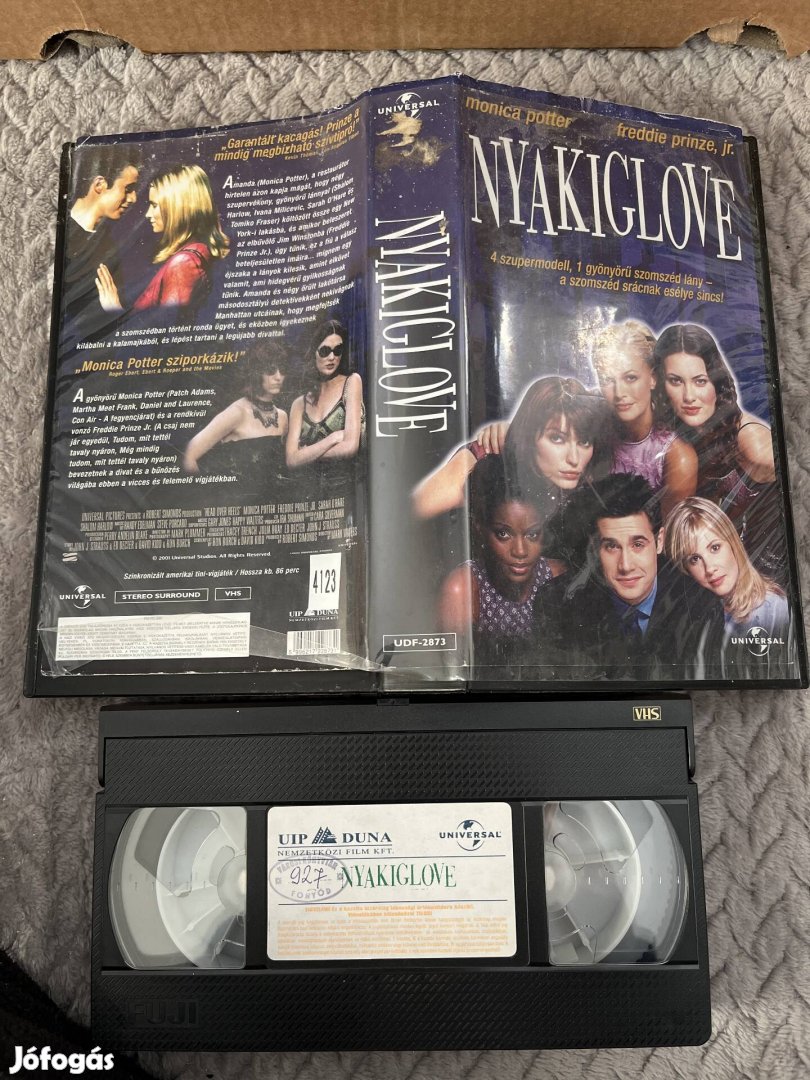 „Garantált kacagás! Prinze a
mindig megbízható szívtipró!"
Amanda (Monica Potter), a restaurátor
hirtelen azon kapja magát, hogy négy
szupervékony, gyönyörű lánnyal (Shalom
Harlow, Ivana Milicevic, Sarah O'Hare és
Tomiko Fraser) költözött össze egy New
York-i lakásba, és amikor beleszeret
az elbűvölő Jim Winstonba (Freddie
Prinze Jr.), úgy tűnik, ez a fiú a válasz
beteljesületlen imáira... mígnem egy
éjszaka a lányok kilesik, amint elkövet
valamit, ami hidegvérű gyilkosságnak
tűnik. Amanda és négy őrült lakótársa
másodosztályú detektívekként nekivágnak
Manhattan utcáinak, hogy megfejtsék
a szomszédban történt ronda ügyet, és eközben igyekeznek
kilábalni a kalamajkából, és lépést tartani a legújabb divattal.
„Monica Potter sziporkázik!"
Roger Ebert, Ebert & Roeper and the Movies
A gyönyörű Monica Potter (Patch Adams,
Martha Meet Frank, Daniel and Laurence,
Con Air - A fegyencjárat) és a rendkívül
vonzó Freddie Prinze Jr. (A csaj nem
jár egyedül, Tudom, mit tettél
tavaly nyáron, Még mindig
tudom, mit tettél tavaly nyáron)
bevezetnek a divat és a bűnözés
világába ebben a vicces és felemelő vígjátékban.
© 2001 Universal Studios. All Rights Reserved.
Szinkronizált amerikai tini-vígjáték / Hossza kb. 86 perc
UNIVERSAL
STEREO SURROUND
VHS
4123
UIP DUNA
UNIVERSAL
NYAKIGLOVE
UDF-2873
monica potter
freddie prinze, jr.
NYAKIGLOVE
4 szupermodell, 1 gyönyörű szomszéd lány –
a szomszéd srácnak esélye sincs!
UNIVERSAL
VHS
UIP DUNA
NEMZETKÖZI FILM KFT.
UNIVERSAL
927
FONYÓD
NYAKIGLOVE
FUJI
Jófogás